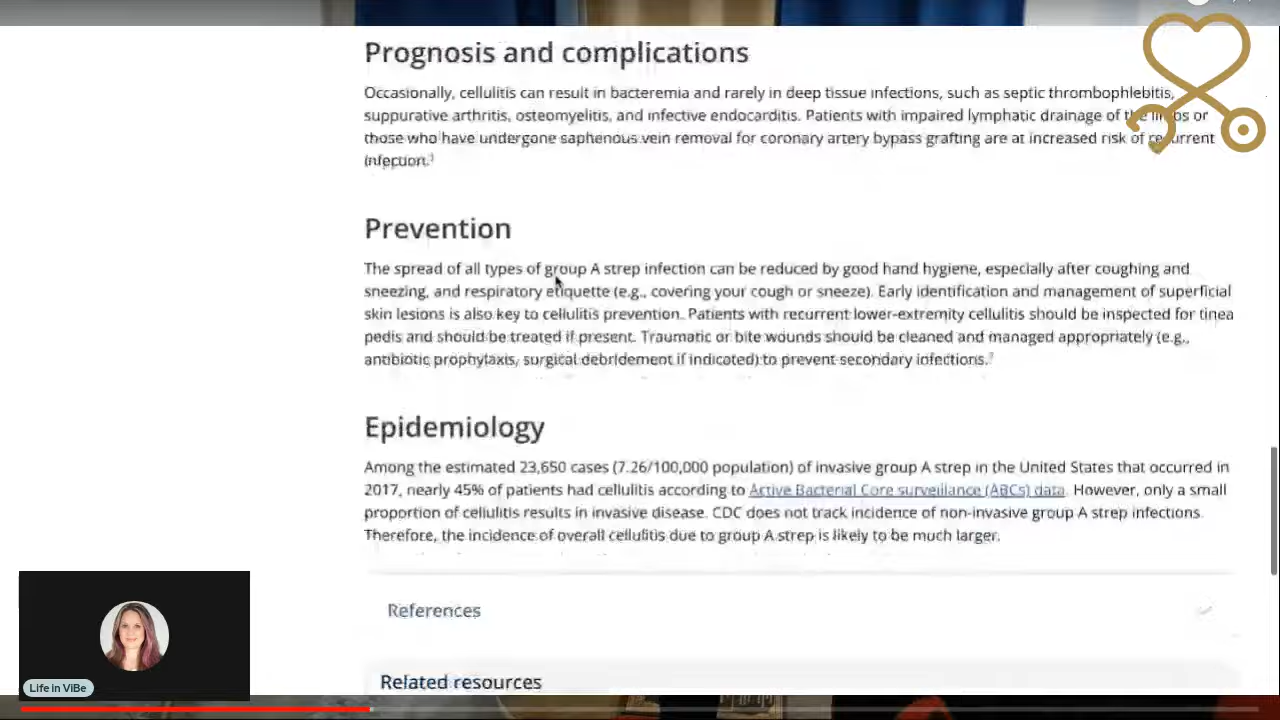 Prognosis and complications
Occasionally, cellulitis can result in bacteremia and rarely in deep tissue infections, such as septic thrombophlebitis,
suppurative arthritis, osteomyelitis, and infective endocarditis. Patients with impaired lymphatic drainage of the limbs or
those who have undergone saphenous vein removal for coronary artery bypass grafting are at increased risk of recurrent
infection.³
Prevention
The spread of all types of group A strep infection can be reduced by good hand hygiene, especially after coughing and
sneezing, and respiratory etiquette (e.g., covering your cough or sneeze). Early identification and management of superficial
skin lesions is also key to cellulitis prevention. Patients with recurrent lower-extremity cellulitis should be inspected for tinea
pedis and should be treated if present. Traumatic or bite wounds should be cleaned and managed appropriately (e.g.,
antibiotic prophylaxis, surgical debridement if indicated) to prevent secondary infections.
Epidemiology
Among the estimated 23,650 cases (7.26/100,000 population) of invasive group A strep in the United States that occurred in
2017, nearly 45% of patients had cellulitis according to Active Bacterial Core surveillance (ABCs) data. However, only a small
proportion of cellulitis results in invasive disease. CDC does not track incidence of non-invasive group A strep infections.
Therefore, the incidence of overall cellulitis due to group A strep is likely to be much larger.
References
Related resources
Life in ViBe